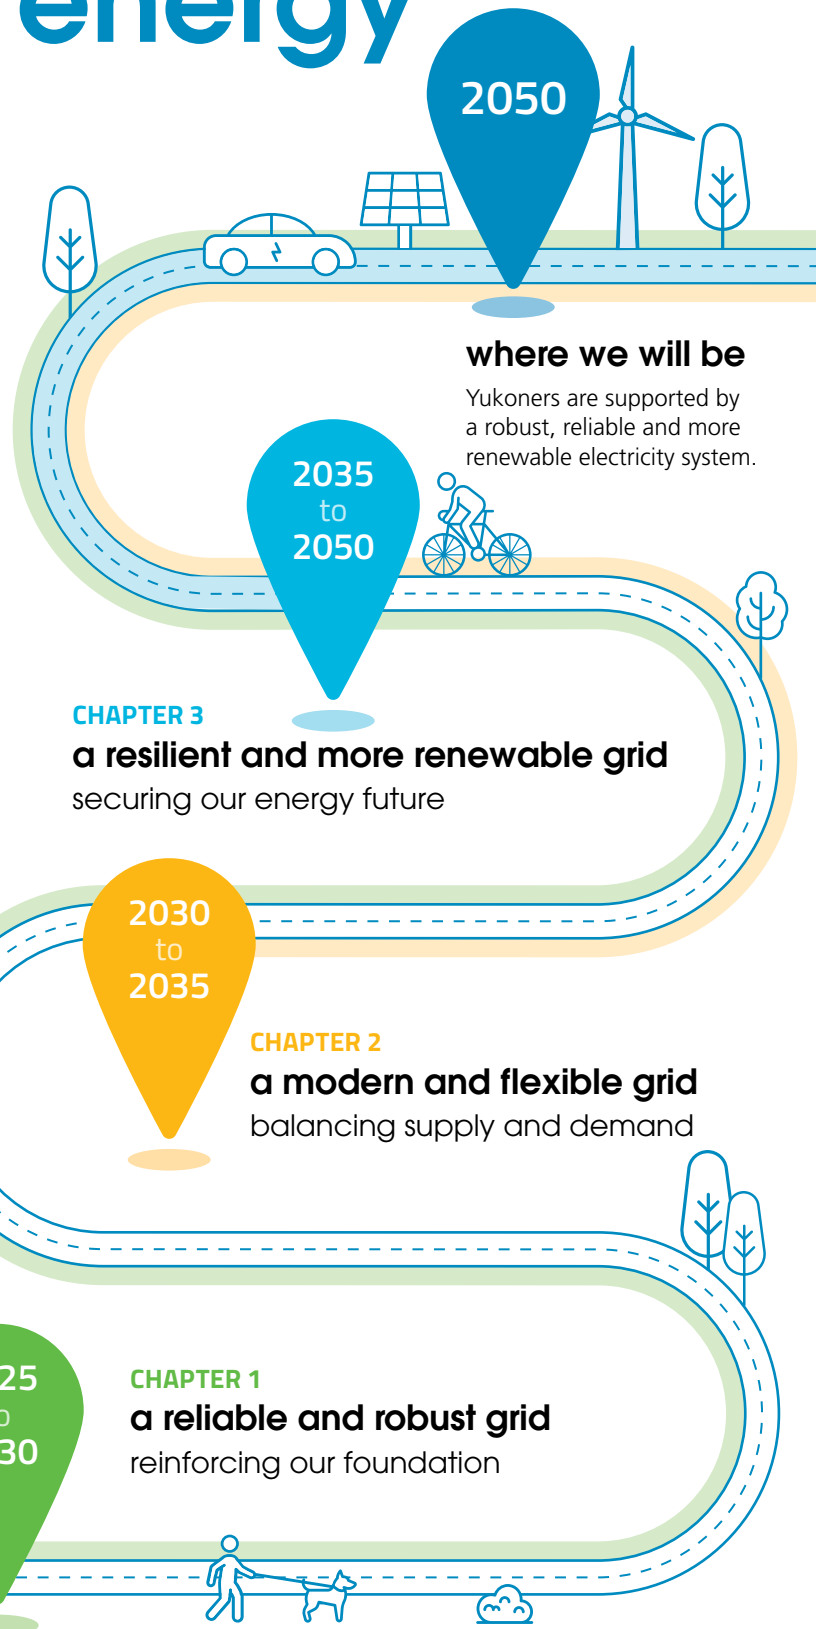 energy
2050
where we will be
Yukoners are supported by
a robust, reliable and more
renewable electricity system.
2035
to
2050
CHAPTER 3
a resilient and more renewable grid
securing our energy future
2030
to
2035
CHAPTER 2
a modern and flexible grid
balancing supply and demand
25
o
30
CHAPTER 1
a reliable and robust grid
reinforcing our foundation